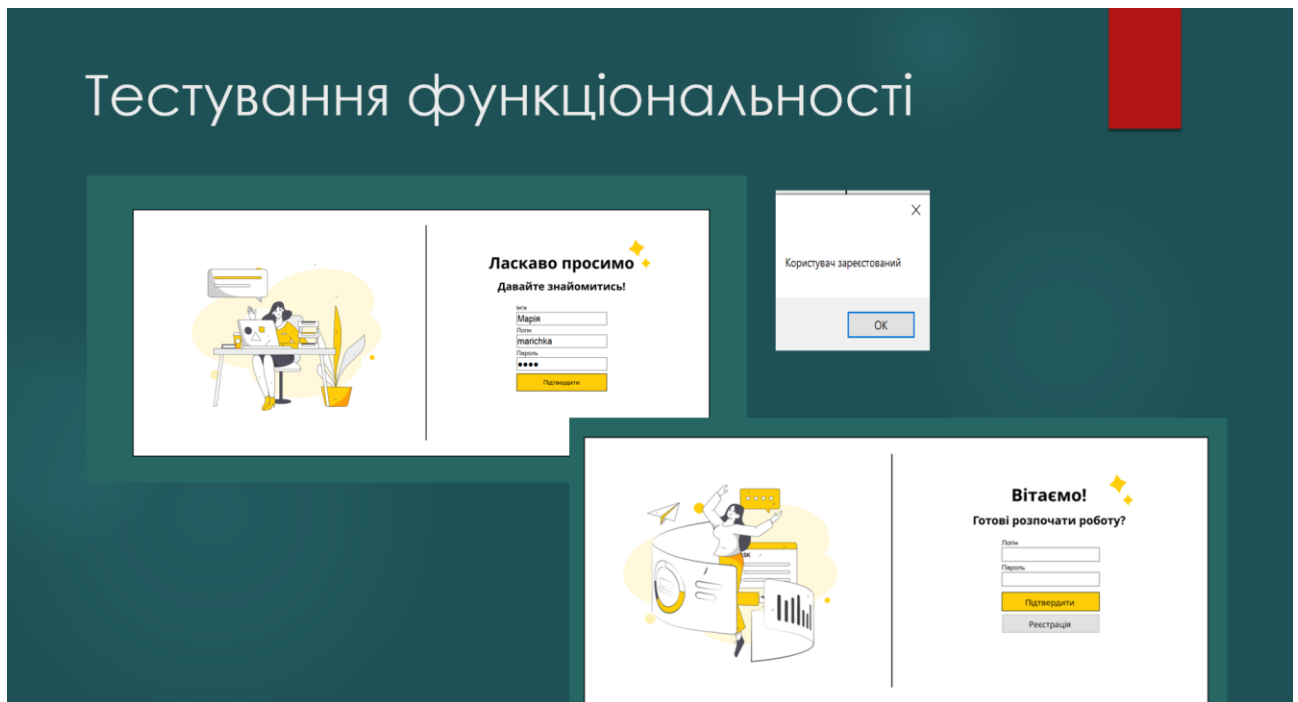 Тестування функціональності
Ласкаво просимо
Давайте знайомитись!
Ім'я
Марія
Логін
marichka
Пароль
••••
Підтвердити
Користувач зареєстований
OK
Вітаємо!
Готові розпочати роботу?
Логін
Пароль
Підтвердити
Реєстрація